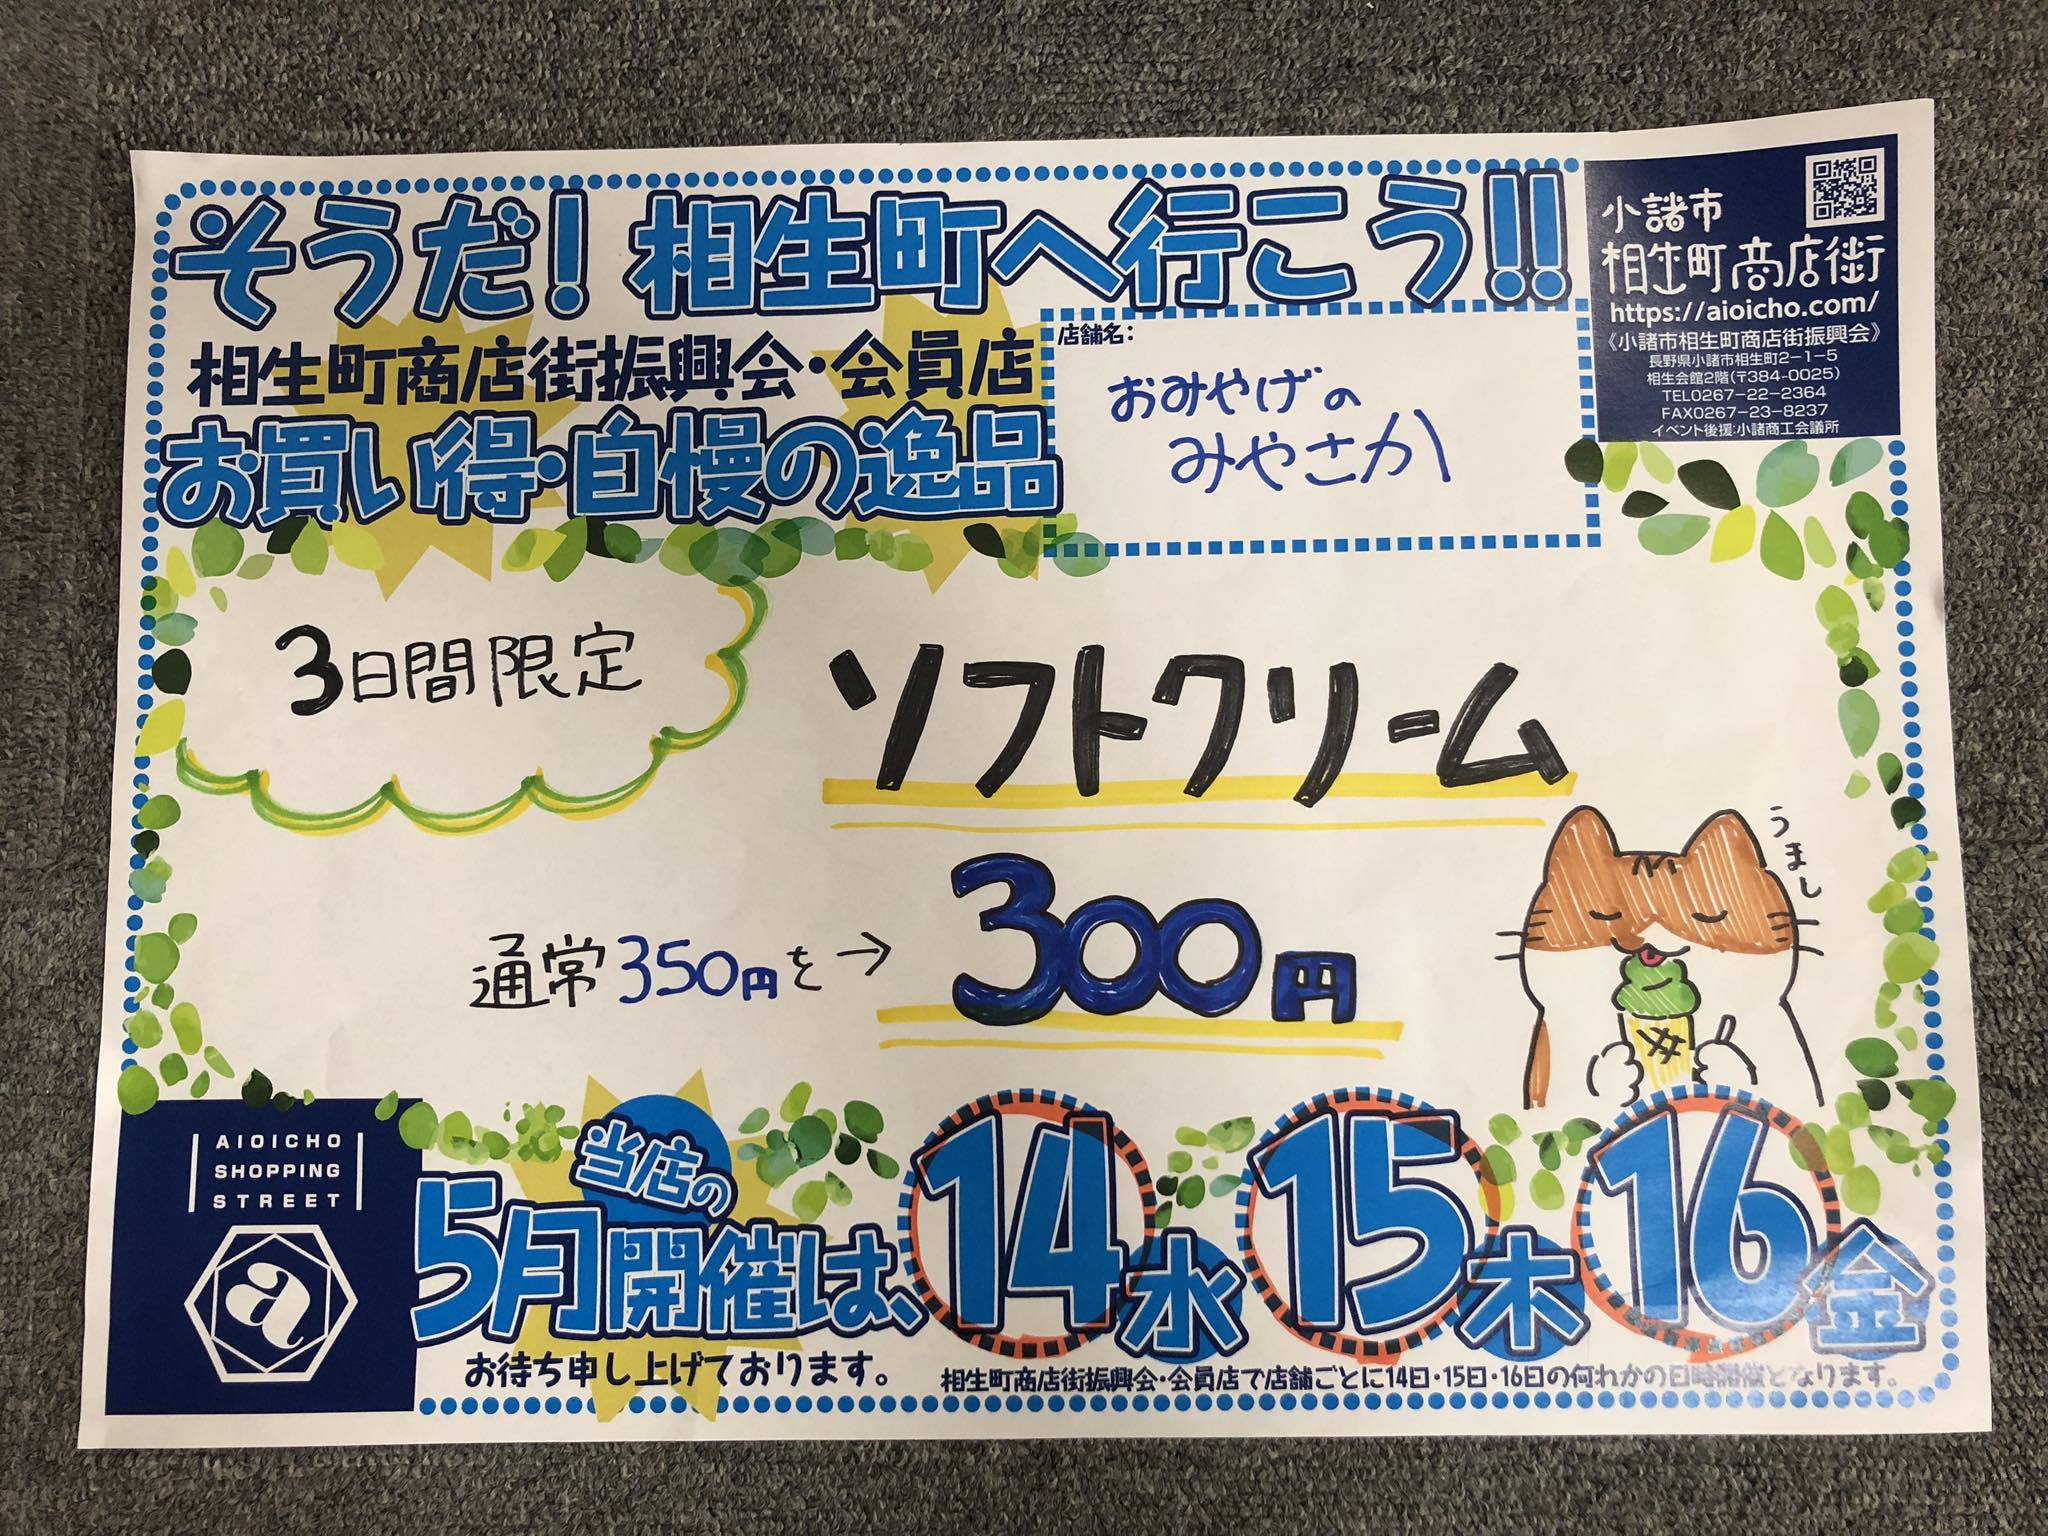 そうだ！相生町へ行こう!!
相生町商店街振興会・会員店
お買い得・自慢の逸品
店舗名：
おみやげの
みやさか
小諸市
相生町商店街
https://aioicho.com/
《小諸市相生町商店街振興会》
長野県小諸市相生町2-1-5
相生会館2階(〒384-0025)
TEL0267-22-2364
FAX0267-23-8237
イベント後援：小諸商工会議所
3日間限定
ソフトクリーム
通常350円を→300円
うまし
AIOICHO
SHOPPING
STREET
a
当店の
5月開催は、14水15木16金
お待ち申し上げております。
相生町商店街振興会・会員店で店舗ごとに14日・15日・16日の何れかの日時開催となります。